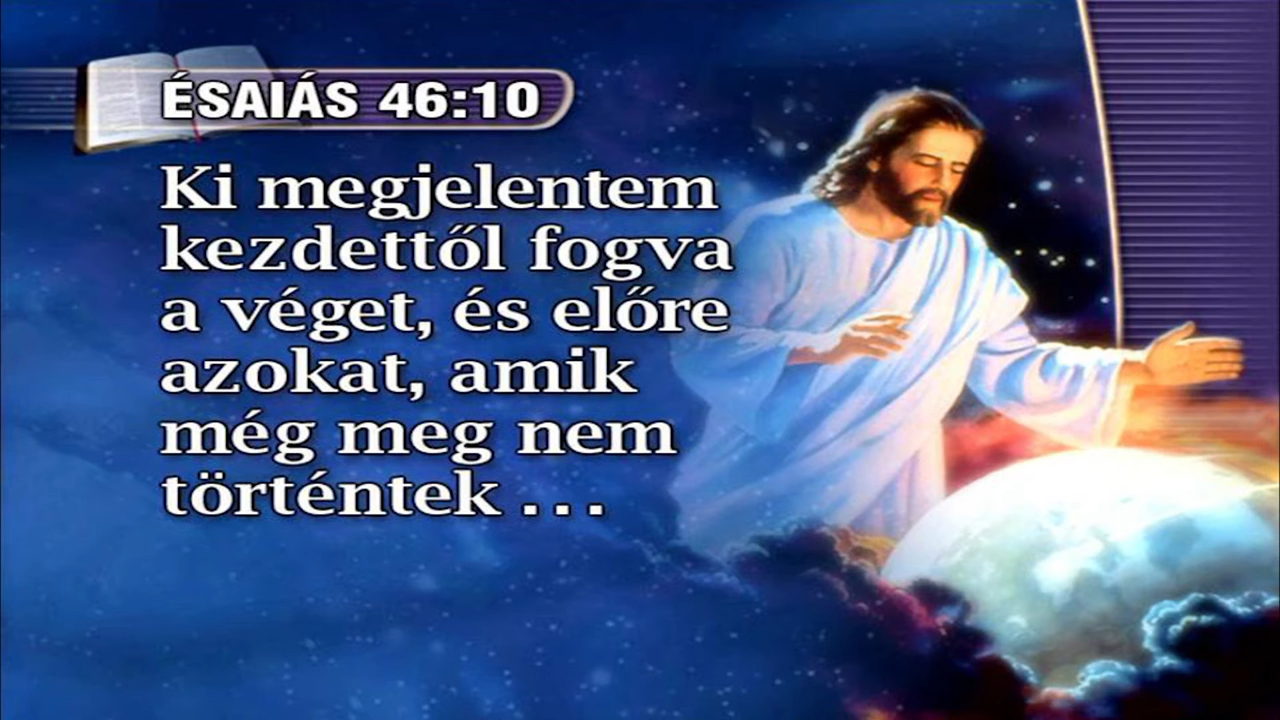 ÉSAIÁS 46:10
Ki megjelentem
kezdettől fogva
a véget, és előre
azokat, amik
még meg nem
történtek . . .